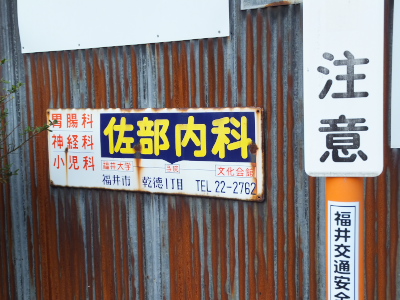 胃腸科
神経科
小児科
佐部内科
福井大学 文化会館
福井市 乾徳1丁目 TEL 22-2762
注意
福井交通安全